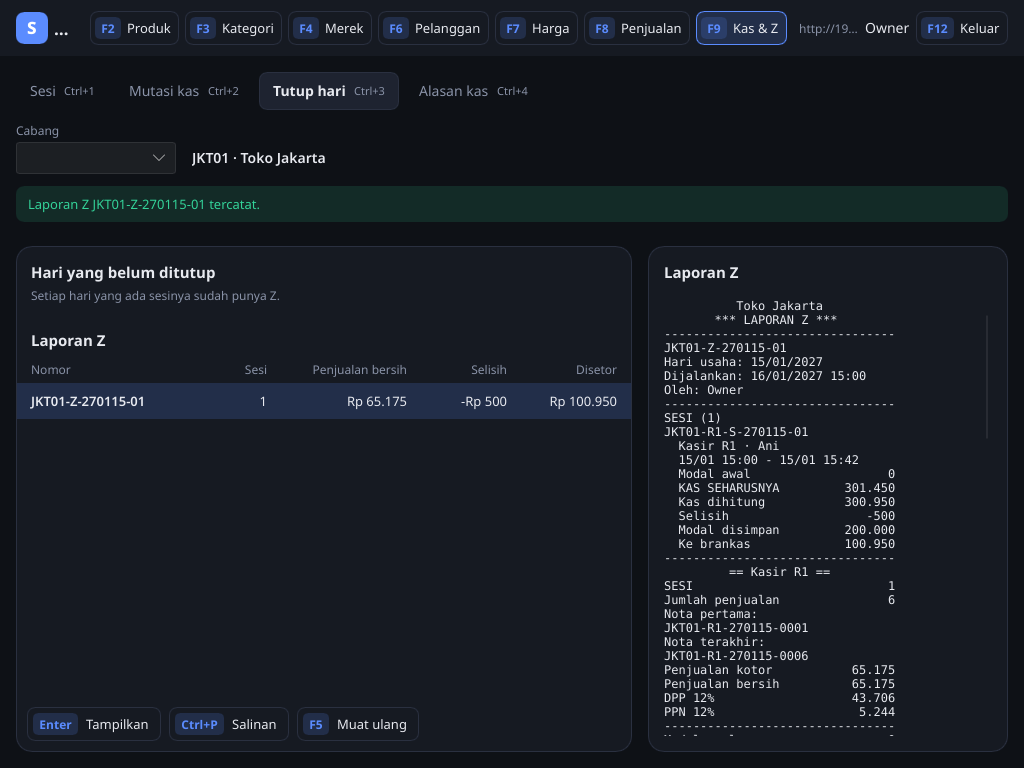 S ... F2 Produk F3 Kategori F4 Merek F6 Pelanggan F7 Harga F8 Penjualan F9 Kas & Z http://19... Owner F12 Keluar
Sesi Ctrl+1 Mutasi kas Ctrl+2 Tutup hari Ctrl+3 Alasan kas Ctrl+4
Cabang
JKT01 · Toko Jakarta
Laporan Z JKT01-Z-270115-01 tercatat.
Hari yang belum ditutup
Setiap hari yang ada sesinya sudah punya Z.
Laporan Z
Nomor Sesi Penjualan bersih Selisih Disetor
JKT01-Z-270115-01 1 Rp 65.175 -Rp 500 Rp 100.950
Enter Tampilkan Ctrl+P Salinan F5 Muat ulang
Laporan Z
Toko Jakarta
*** LAPORAN Z ***
--------------------------------
JKT01-Z-270115-01
Hari usaha: 15/01/2027
Dijalankan: 16/01/2027 15:00
Oleh: Owner
--------------------------------
SESI (1)
JKT01-R1-S-270115-01
Kasir R1 · Ani
15/01 15:00 - 15/01 15:42
Modal awal 0
KAS SEHARUSNYA 301.450
Kas dihitung 300.950
Selisih -500
Modal disimpan 200.000
Ke brankas 100.950
--------------------------------
== Kasir R1 ==
SESI 1
Jumlah penjualan 6
Nota pertama:
JKT01-R1-270115-0001
Nota terakhir:
JKT01-R1-270115-0006
Penjualan kotor 65.175
Penjualan bersih 65.175
DPP 12% 43.706
PPN 12% 5.244
--------------------------------